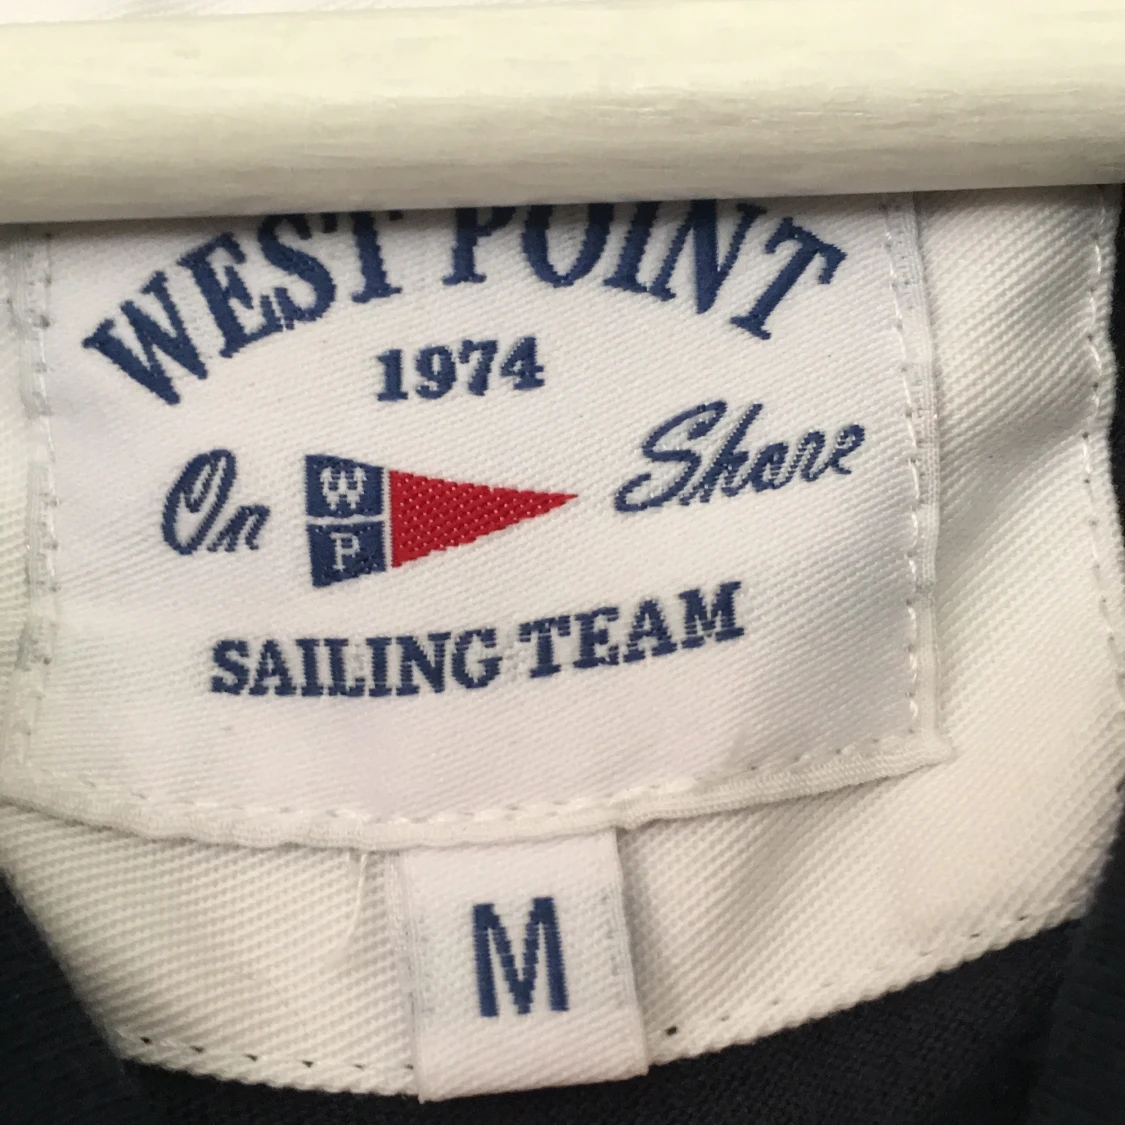 WEST POINT
1974
On W Shore
P
SAILING TEAM
M